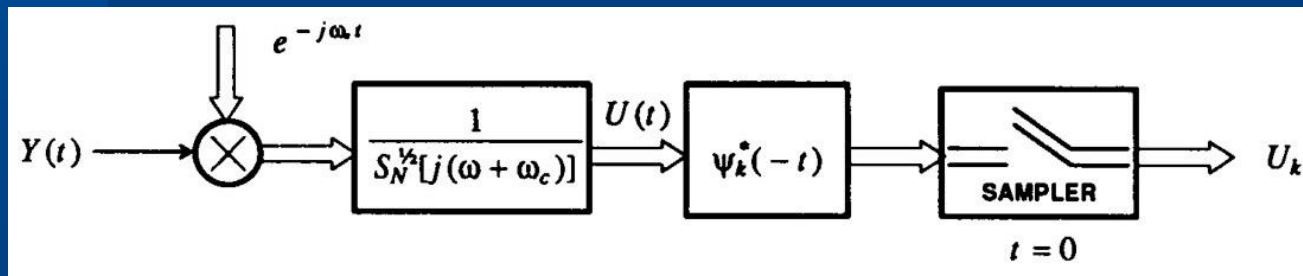 e^{-jω_c t}
Y(t)
1
S_N^{½}[j(ω + ω_c)]
U(t)
ψ_k^*(-t)
SAMPLER
t = 0
U_k